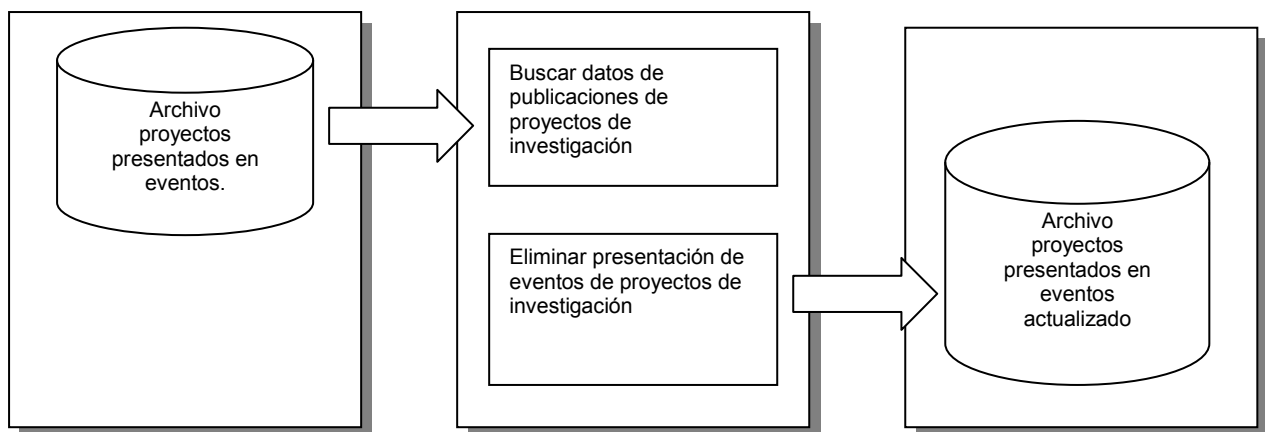 Archivo
proyectos
presentados en
eventos.
Buscar datos de
publicaciones de
proyectos de
investigación
Eliminar presentación de
eventos de proyectos de
investigación
Archivo
proyectos
presentados en
eventos
actualizado